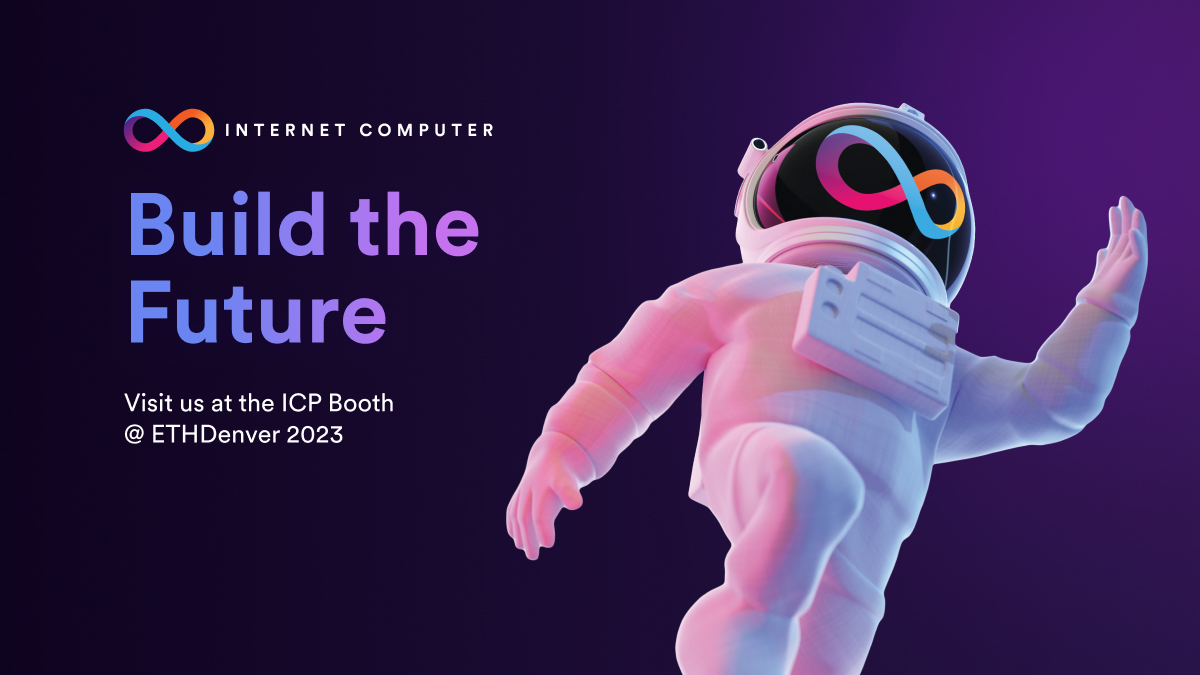 INTERNET COMPUTER
Build the
Future
Visit us at the ICP Booth
@ ETHDenver 2023